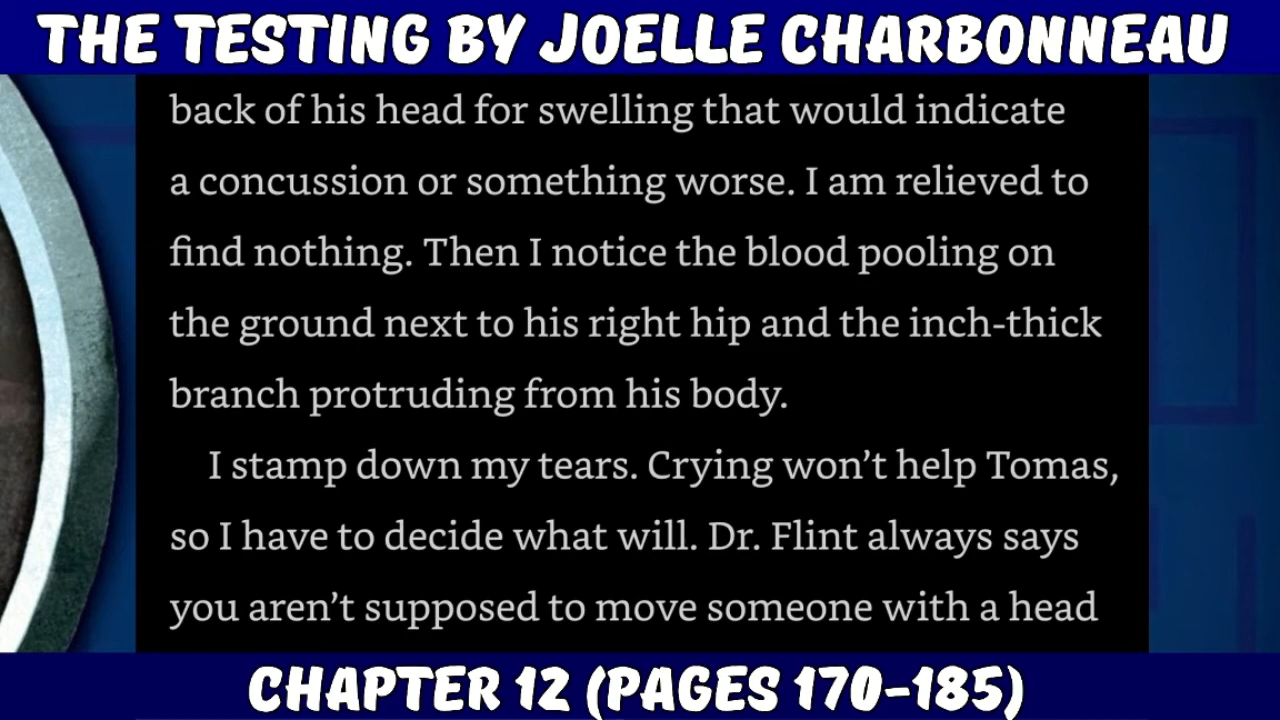 THE TESTING BY JOELLE CHARBONNEAU
back of his head for swelling that would indicate
a concussion or something worse. I am relieved to
find nothing. Then I notice the blood pooling on
the ground next to his right hip and the inch-thick
branch protruding from his body.
I stamp down my tears. Crying won’t help Tomas,
so I have to decide what will. Dr. Flint always says
you aren’t supposed to move someone with a head
CHAPTER 12 (PAGES 170-185)